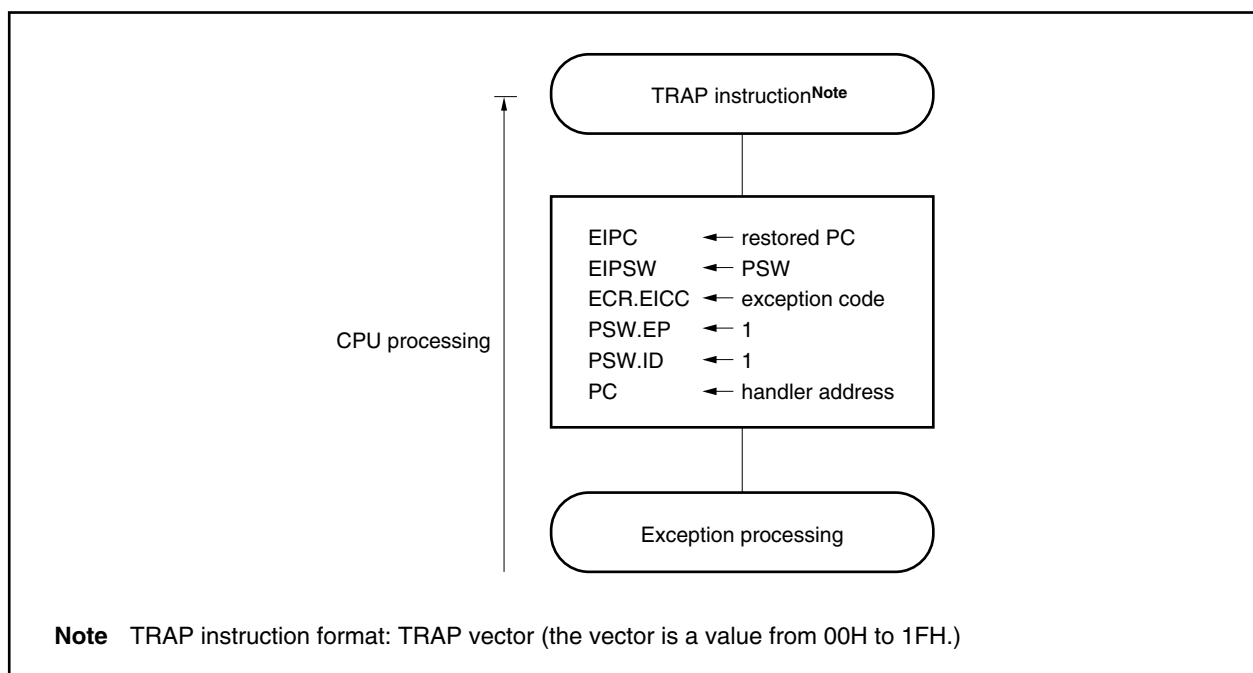 TRAP instructionNote
EIPC ← restored PC
EIPSW ← PSW
ECR.EICC ← exception code
PSW.EP ← 1
CPU processing
PSW.ID ← 1
PC ← handler address
Exception processing
Note TRAP instruction format: TRAP vector (the vector is a value from 00H to 1FH.)